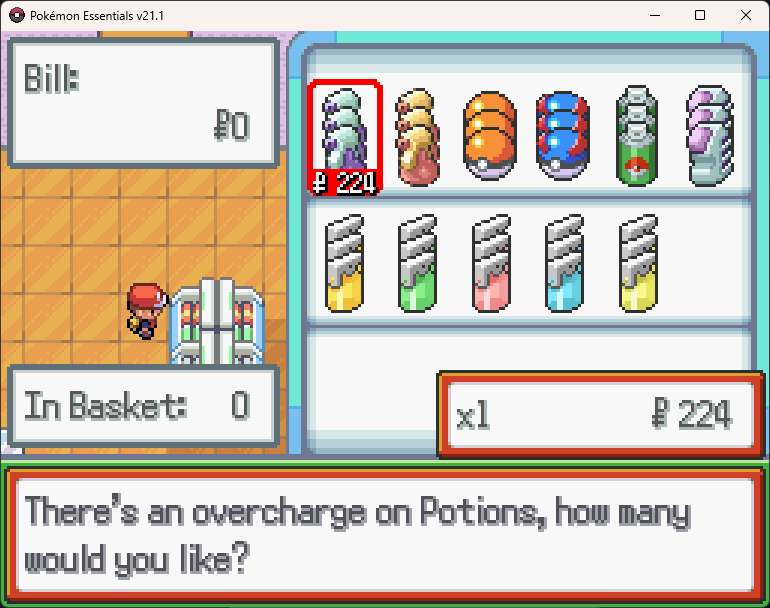 Pokémon Essentials v21.1
Bill:
₽0
₽ 224
In Basket: 0
x1 ₽ 224
There's an overcharge on Potions, how many
would you like?